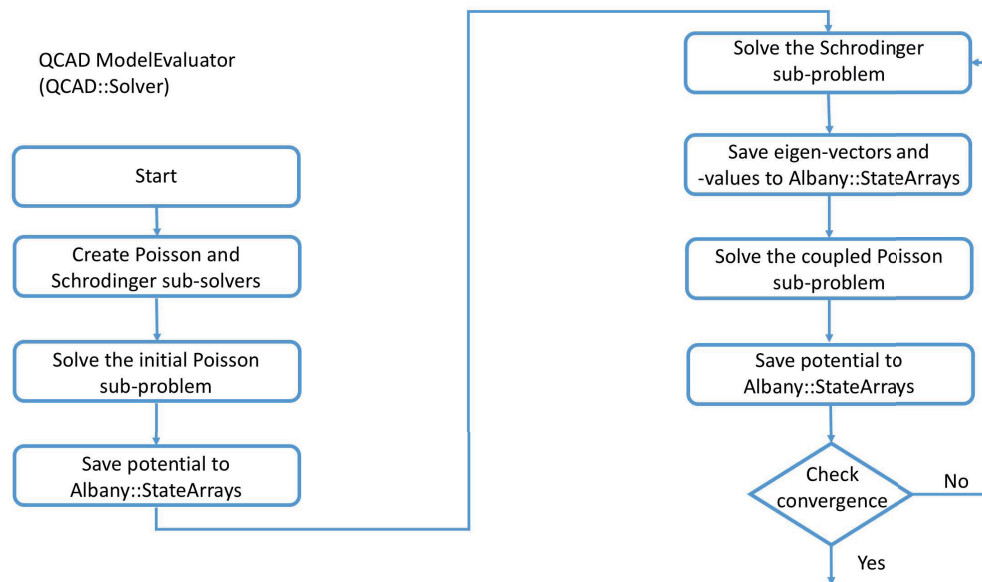 QCAD ModelEvaluator
(QCAD::Solver)
Start
Create Poisson and
Schrodinger sub-solvers
Solve the initial Poisson
sub-problem
Save potential to
Albany::StateArrays
Solve the Schrodinger
sub-problem
Save eigen-vectors and
-values to Albany::StateArrays
Solve the coupled Poisson
sub-problem
Save potential to
Albany::StateArrays
Check
convergence
No
Yes